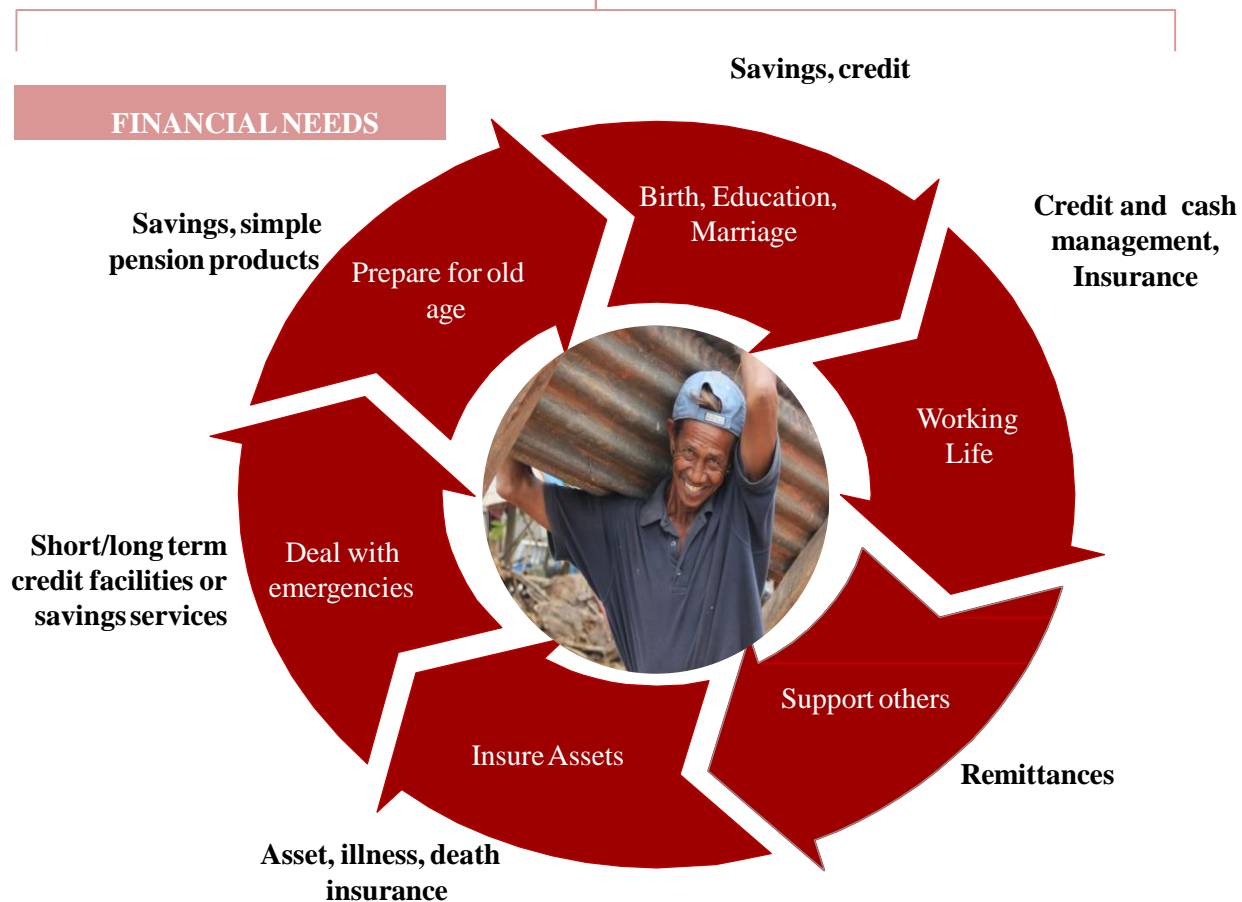 Savings, credit
FINANCIAL NEEDS
Birth, Education,
Marriage
Credit and cash
management,
Insurance
Working
Life
Support others
Remittances
Insure Assets
Asset, illness, death
insurance
Deal with
emergencies
Short/long term
credit facilities or
savings services
Prepare for old
age
Savings, simple
pension products